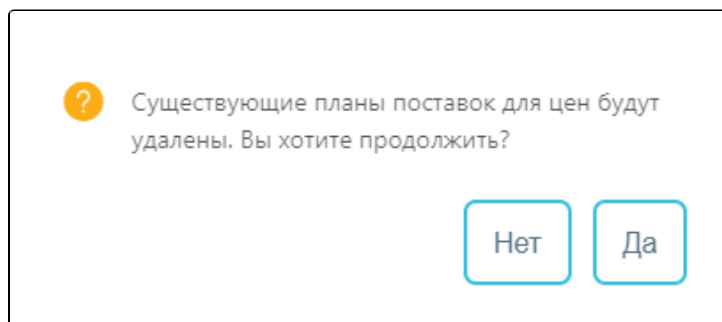 ?
Существующие планы поставок для цен будут
удалены. Вы хотите продолжить?
Нет Да